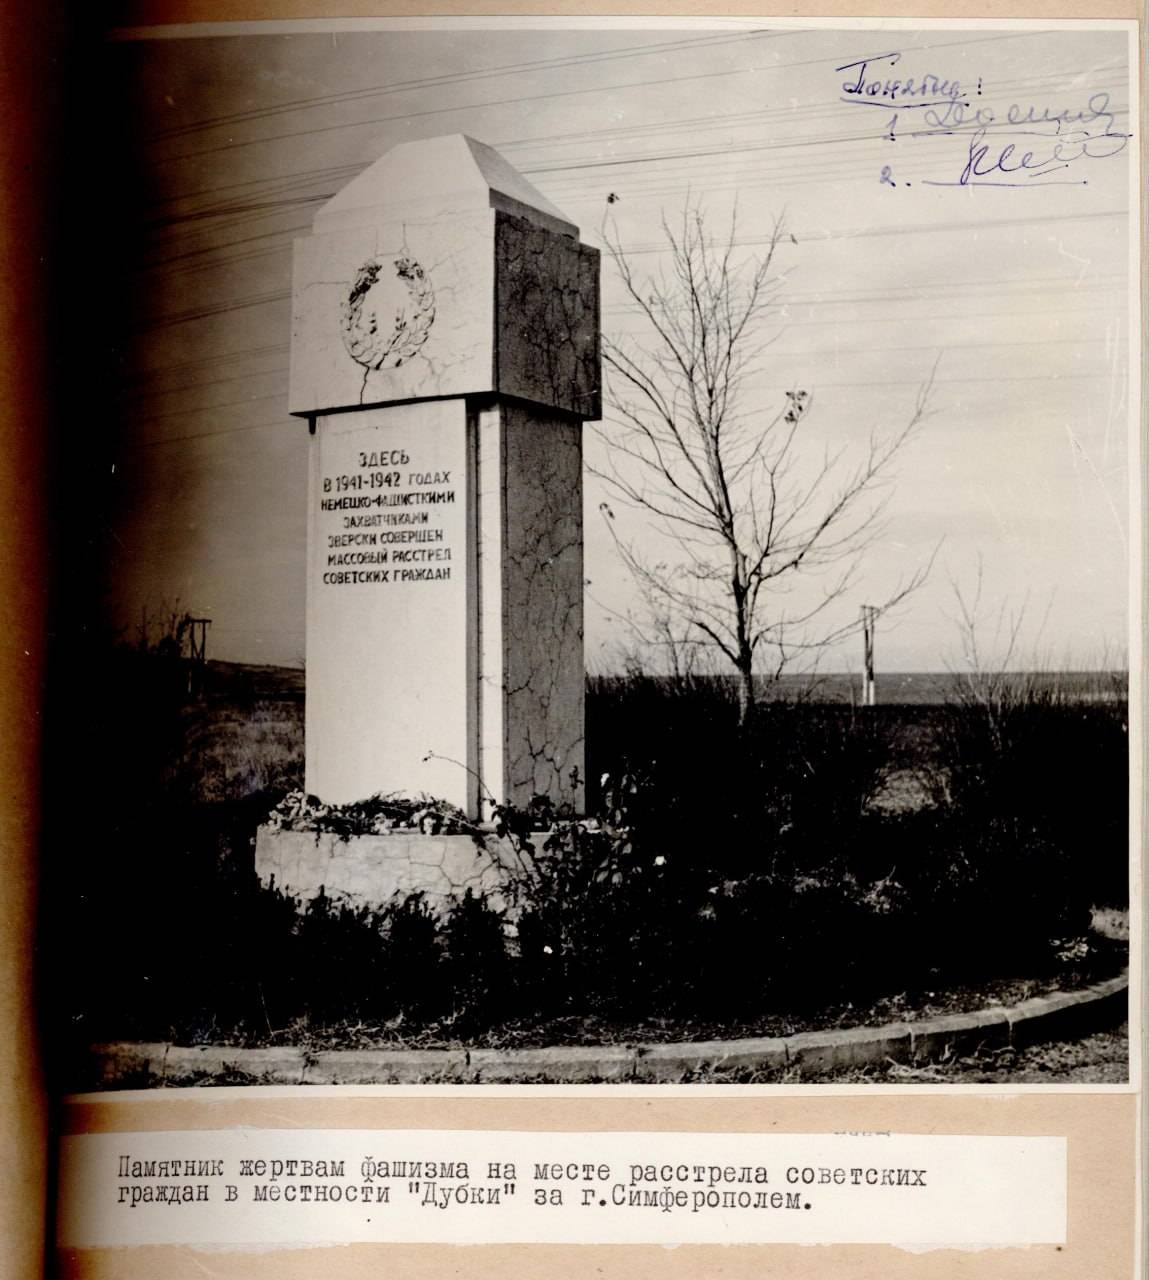 Понятые:
1
2.
ЗДЕСЬ
В 1941-1942 ГОДАХ
НЕМЕЦКО-ФАШИСТКИМИ
ЗАХВАТЧИКАМИ
ЗВЕРСКИ СОВЕРШЕН
МАССОВЫЙ РАССТРЕЛ
СОВЕТСКИХ ГРАЖДАН
Памятник жертвам фашизма на месте расстрела советских
граждан в местности "Дубки" за г.Симферополем.